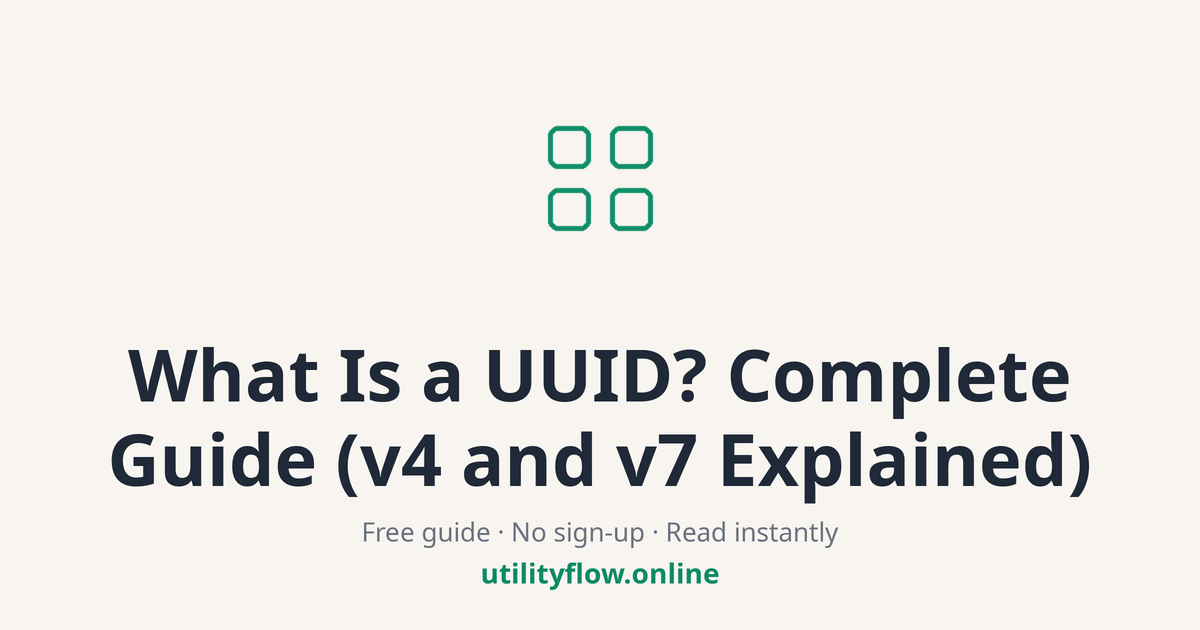 What Is a UUID? Complete
Guide (v4 and v7 Explained)
Free guide · No sign-up · Read instantly
utilityflow.online